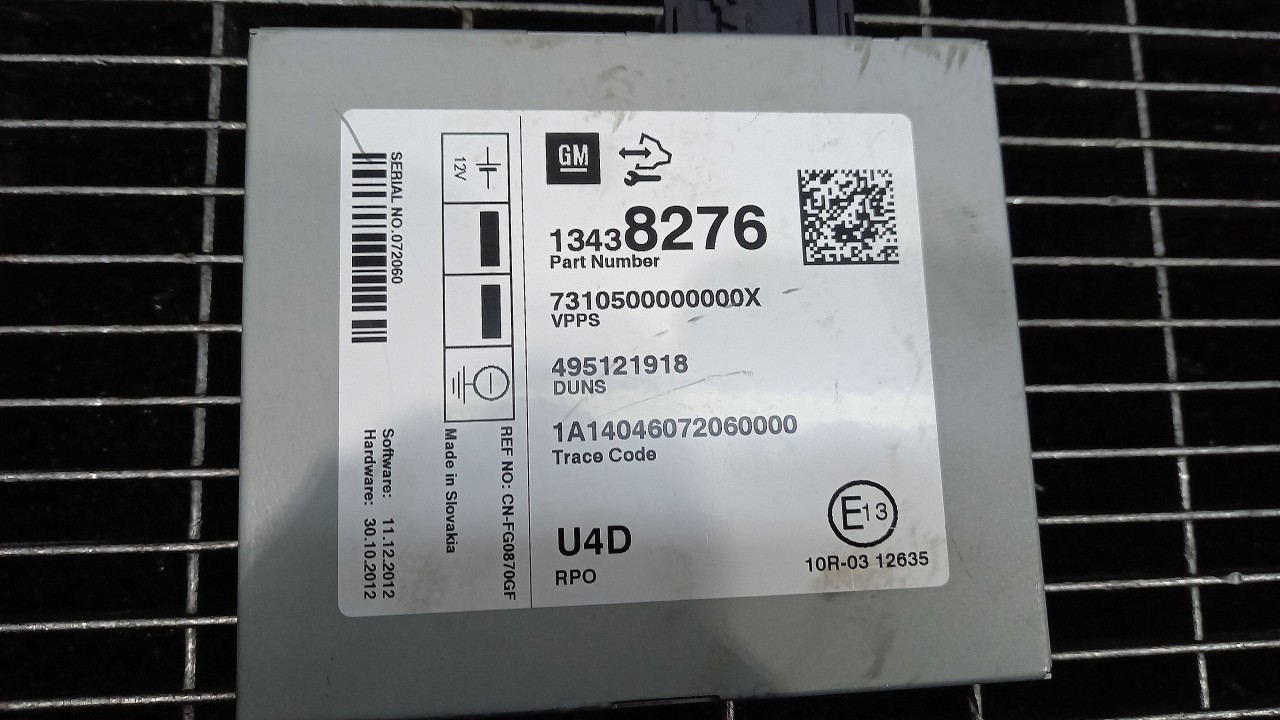 GM
13438276
Part Number
7310500000000X
VPPS
495121918
DUNS
1A14046072060000
Trace Code
U4D
RPO
E13
10R-03 12635
12V
REF NO: CN-FG0870GF
Made in Slovakia
SERIAL NO. 072060
Software: 11.12.2012
Hardware: 30.10.2012